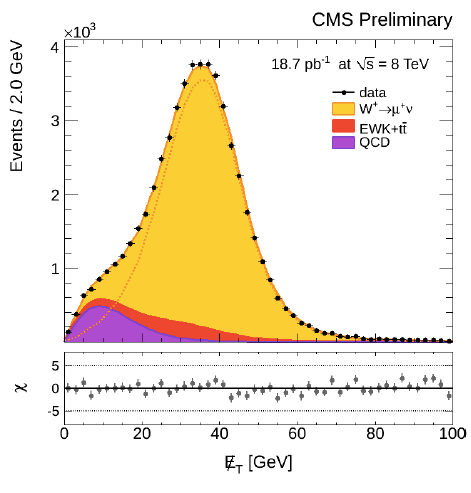 CMS Preliminary
×10³
18.7 pb⁻¹ at √s = 8 TeV
Events / 2.0 GeV
4
3
2
1
data
W⁺→μ⁺ν
EWK+tt̄
QCD
χ
5
0
-5
0 20 40 60 80 100
E̸_T [GeV]